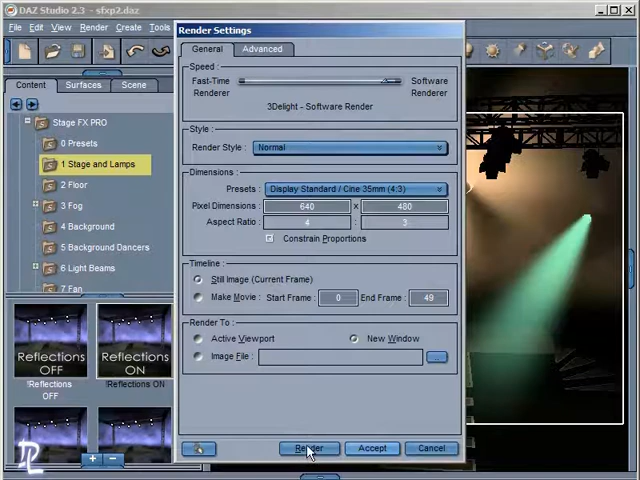 DAZ Studio 2.3 - sfxp2.daz
File Edit View Render Create Tools
Content Surfaces Scene
Stage FX PRO
0 Presets
1 Stage and Lamps
2 Floor
3 Fog
4 Background
5 Background Dancers
6 Light Beams
7 Fan
Reflections OFF
Reflections ON
!Reflections OFF
!Reflections ON
Render Settings
General Advanced
Speed :
Fast-Time Renderer
Software Renderer
3Delight - Software Render
Style :
Render Style : Normal
Dimensions :
Presets : Display Standard / Cine 35mm (4:3)
Pixel Dimensions : 640 x 480
Aspect Ratio : 4 : 3
Constrain Proportions
Timeline :
Still Image (Current Frame)
Make Movie : Start Frame : 0 End Frame : 49
Render To :
Active Viewport New Window
Image File : ...
Render Accept Cancel